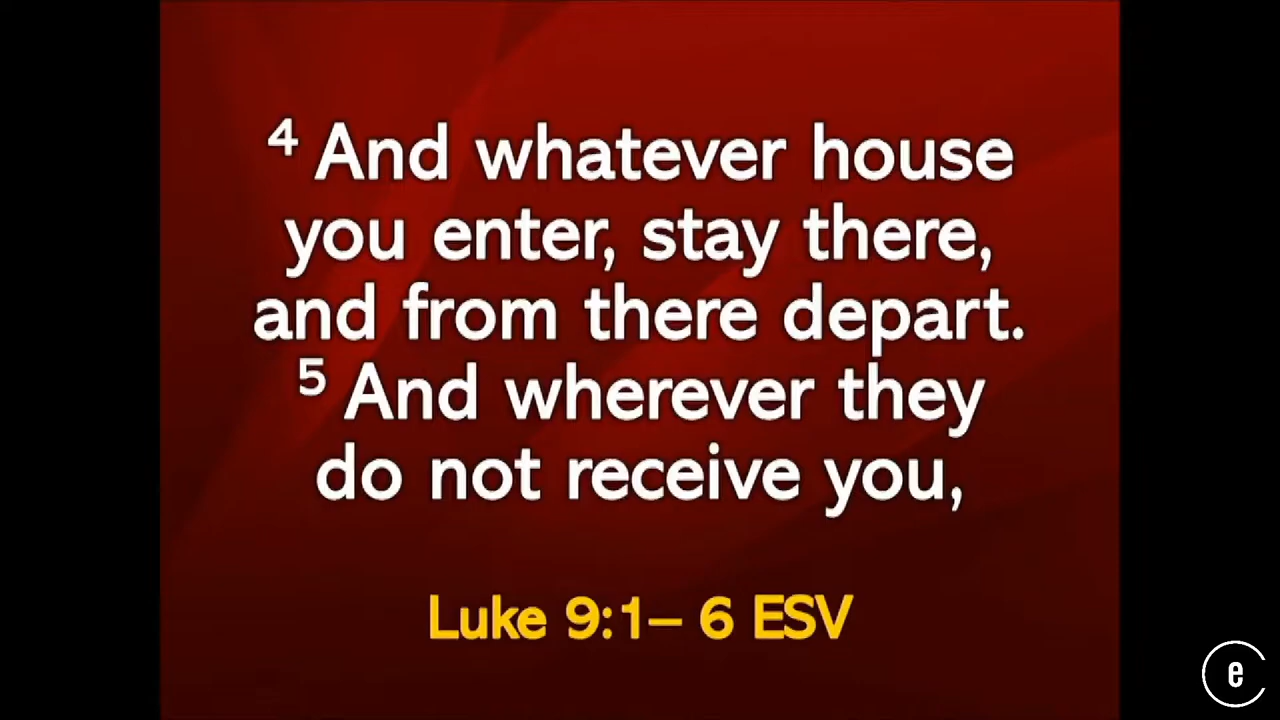 4 And whatever house
you enter, stay there,
and from there depart.
5 And wherever they
do not receive you,
Luke 9:1– 6 ESV
e